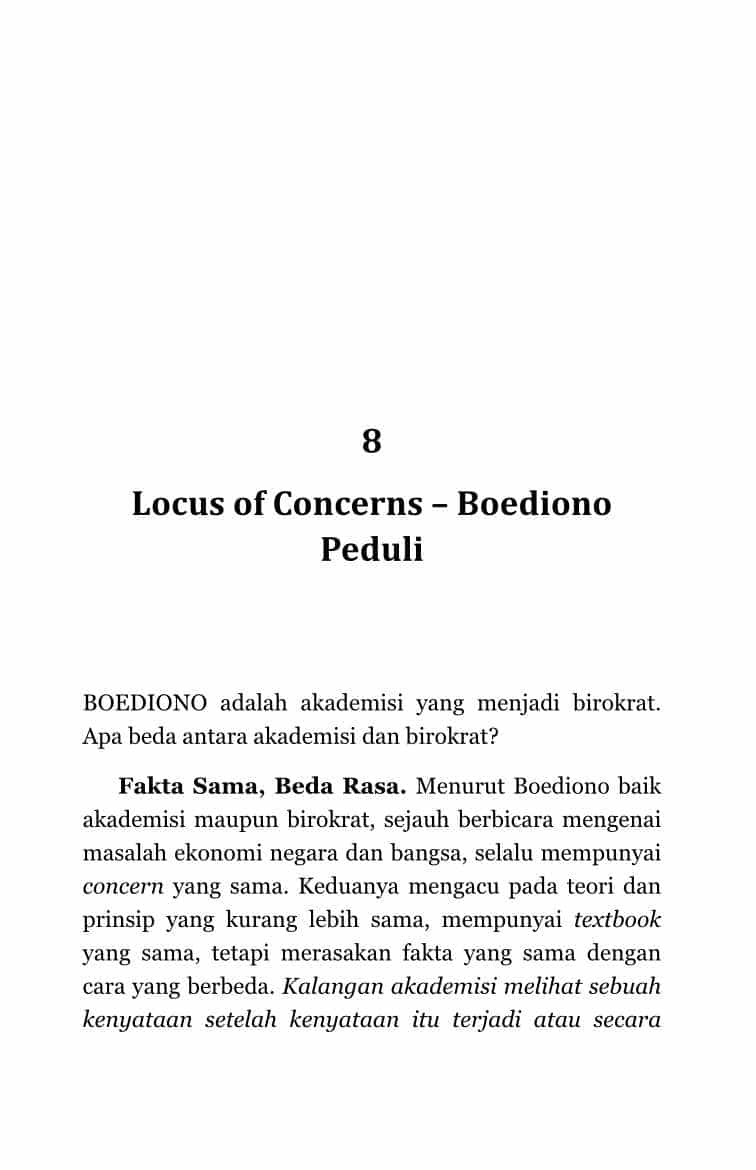 8
Locus of Concerns – Boediono
Peduli
BOEDIONO adalah akademisi yang menjadi birokrat.
Apa beda antara akademisi dan birokrat?
Fakta Sama, Beda Rasa. Menurut Boediono baik
akademisi maupun birokrat, sejauh berbicara mengenai
masalah ekonomi negara dan bangsa, selalu mempunyai
concern yang sama. Keduanya mengacu pada teori dan
prinsip yang kurang lebih sama, mempunyai textbook
yang sama, tetapi merasakan fakta yang sama dengan
cara yang berbeda. Kalangan akademisi melihat sebuah
kenyataan setelah kenyataan itu terjadi atau secara